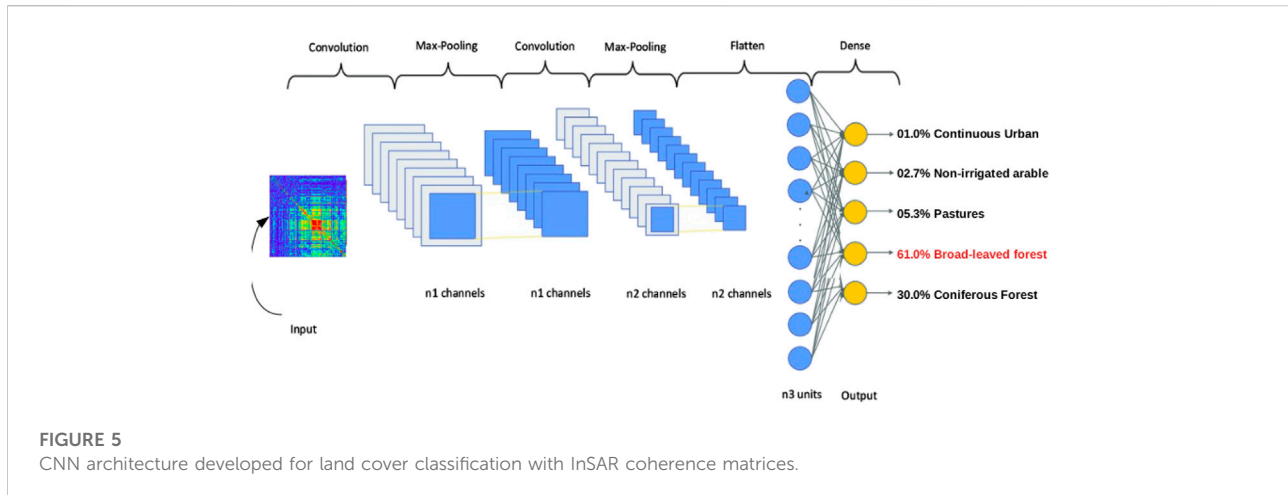 Convolution
Max-Pooling
Convolution
Max-Pooling
Flatten
Dense
01.0% Continuous Urban
02.7% Non-irrigated arable
05.3% Pastures
61.0% Broad-leaved forest
30.0% Coniferous Forest
n1 channels
n1 channels
n2 channels
n2 channels
Input
n3 units
Output
FIGURE 5
CNN architecture developed for land cover classification with InSAR coherence matrices.